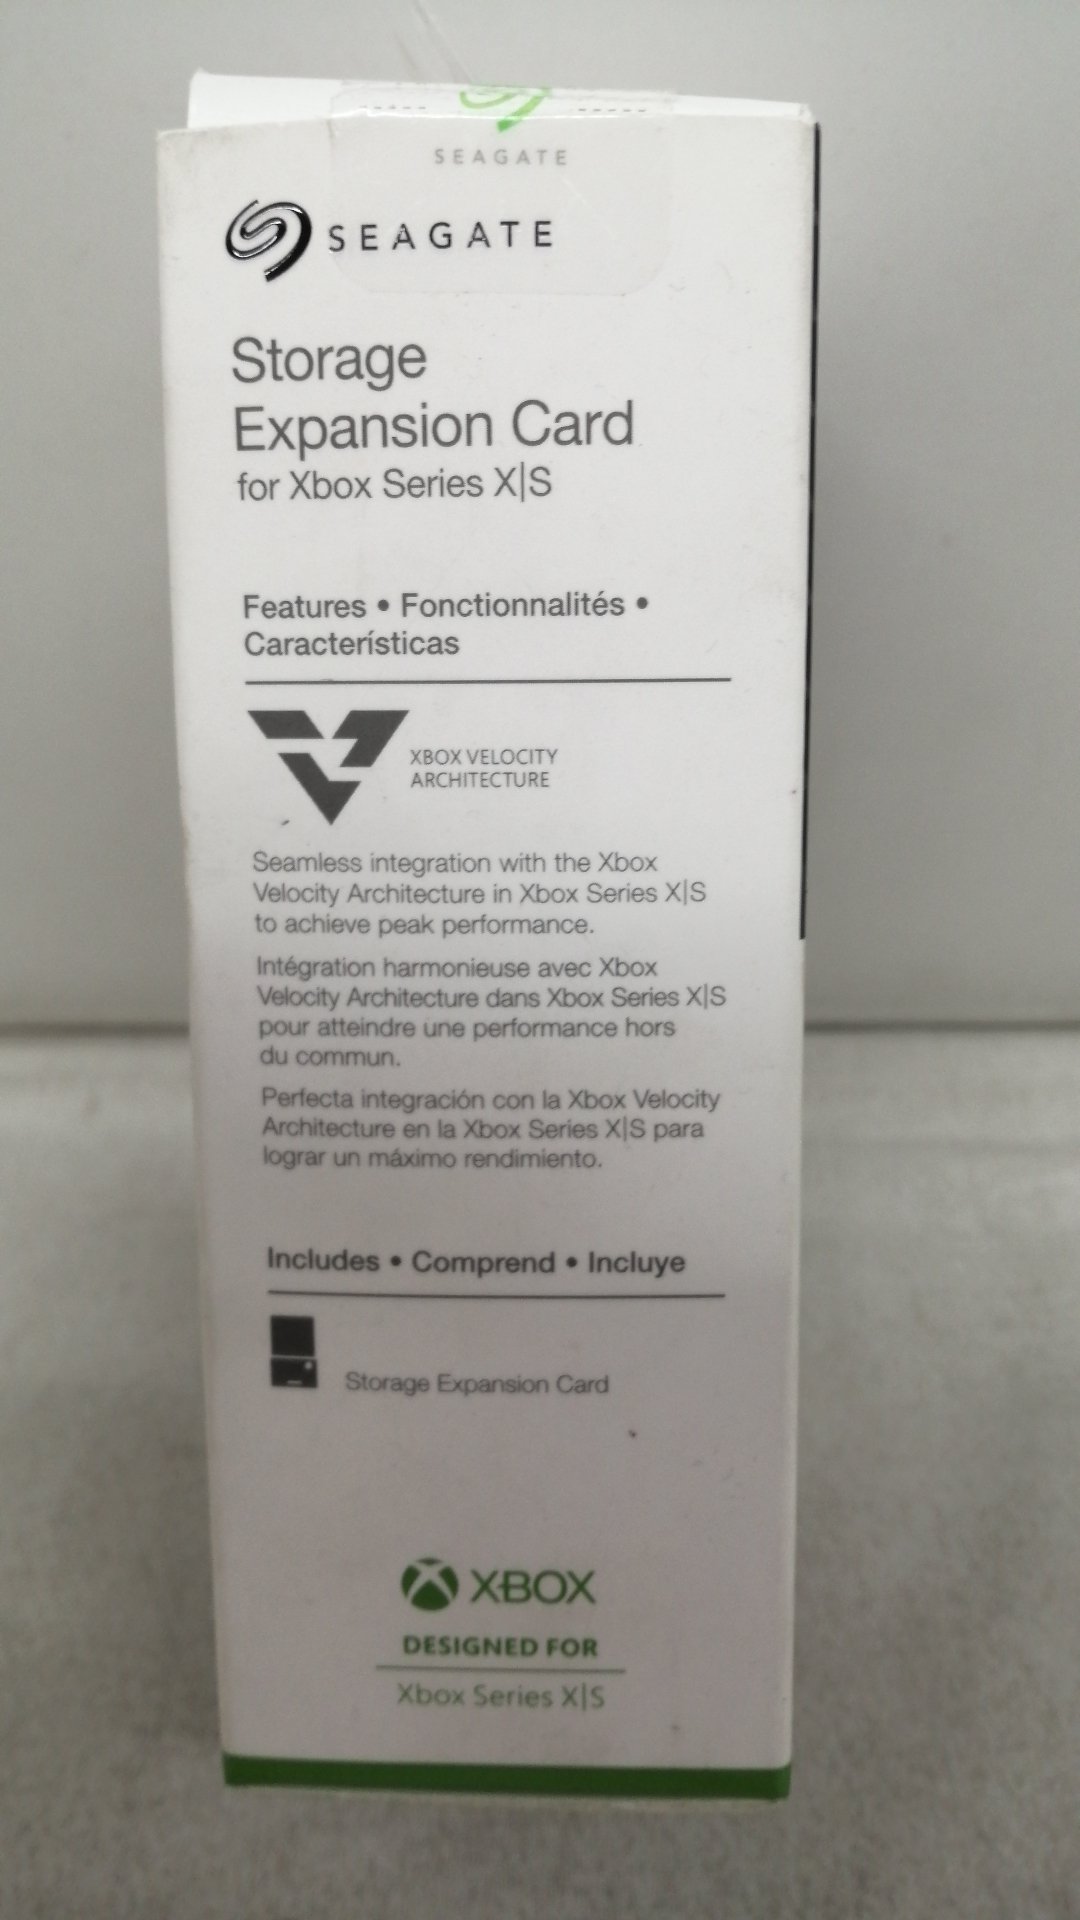 SEAGATE
SEAGATE
Storage
Expansion Card
for Xbox Series X|S
Features • Fonctionnalités •
Características
XBOX VELOCITY
ARCHITECTURE
Seamless integration with the Xbox
Velocity Architecture in Xbox Series X|S
to achieve peak performance.
Intégration harmonieuse avec Xbox
Velocity Architecture dans Xbox Series X|S
pour atteindre une performance hors
du commun.
Perfecta integración con la Xbox Velocity
Architecture en la Xbox Series X|S para
lograr un máximo rendimiento.
Includes • Comprend • Incluye
Storage Expansion Card
XBOX
DESIGNED FOR
Xbox Series X|S